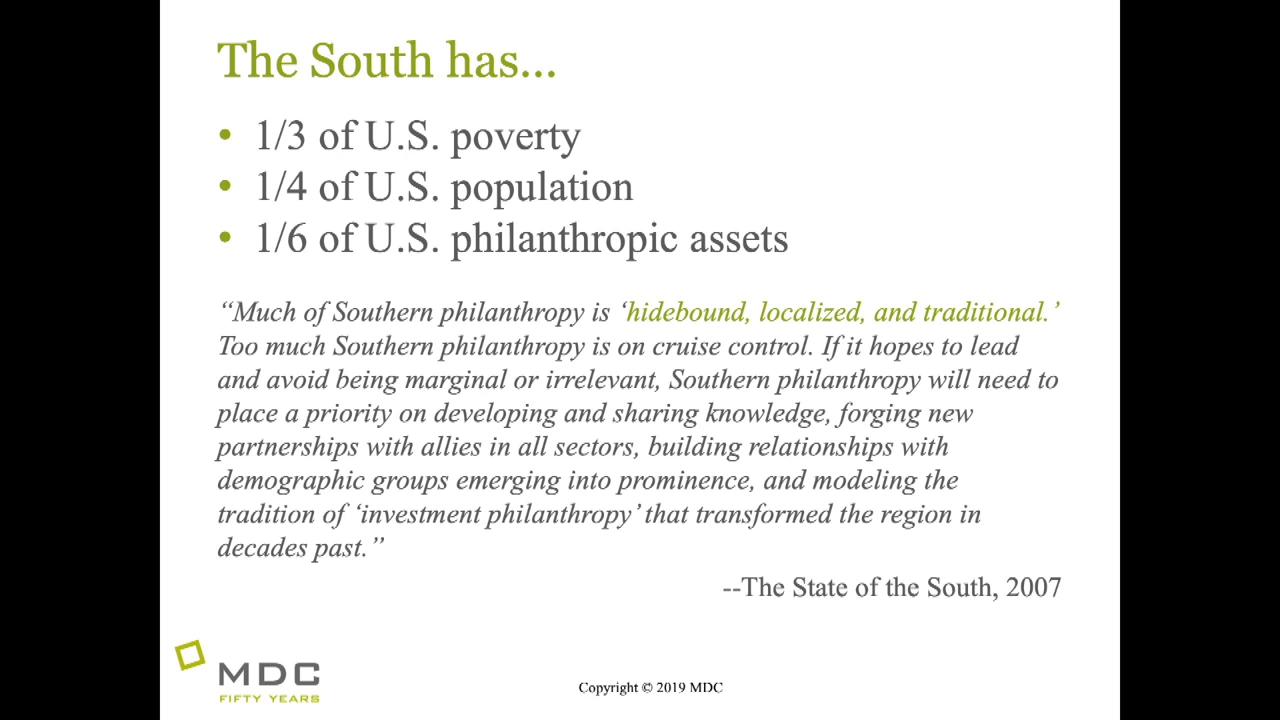 The South has...
• 1/3 of U.S. poverty
• 1/4 of U.S. population
• 1/6 of U.S. philanthropic assets
“Much of Southern philanthropy is ‘hidebound, localized, and traditional.’
Too much Southern philanthropy is on cruise control. If it hopes to lead
and avoid being marginal or irrelevant, Southern philanthropy will need to
place a priority on developing and sharing knowledge, forging new
partnerships with allies in all sectors, building relationships with
demographic groups emerging into prominence, and modeling the
tradition of ‘investment philanthropy’ that transformed the region in
decades past.”
--The State of the South, 2007
MDC
FIFTY YEARS
Copyright © 2019 MDC